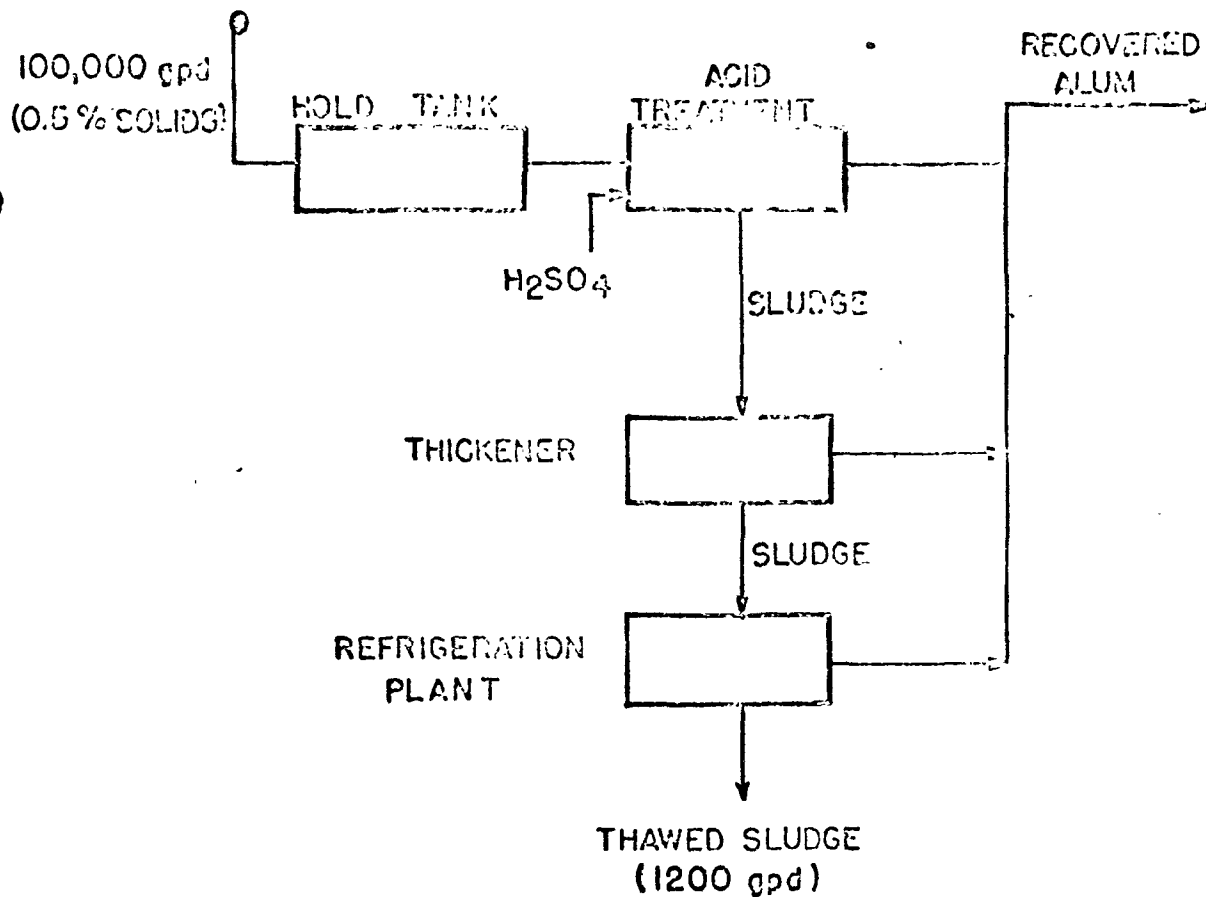 100,000 gpd
(0.5% SOLIDS)
HOLD TANK
ACID
TREATMENT
RECOVERED
ALUM
H₂SO₄
SLUDGE
THICKENER
SLUDGE
REFRIGERATION
PLANT
THAWED SLUDGE
(1200 gpd)